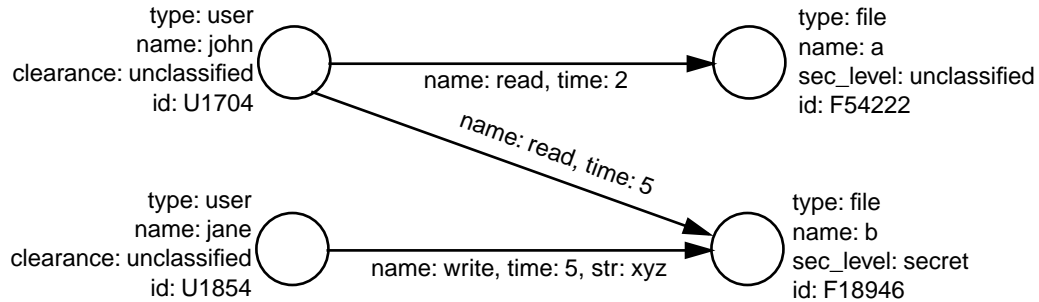 type: user
name: john
clearance: unclassified
id: U1704
name: read, time: 2
type: file
name: a
sec_level: unclassified
id: F54222
name: read, time: 5
type: user
name: jane
clearance: unclassified
id: U1854
name: write, time: 5, str: xyz
type: file
name: b
sec_level: secret
id: F18946